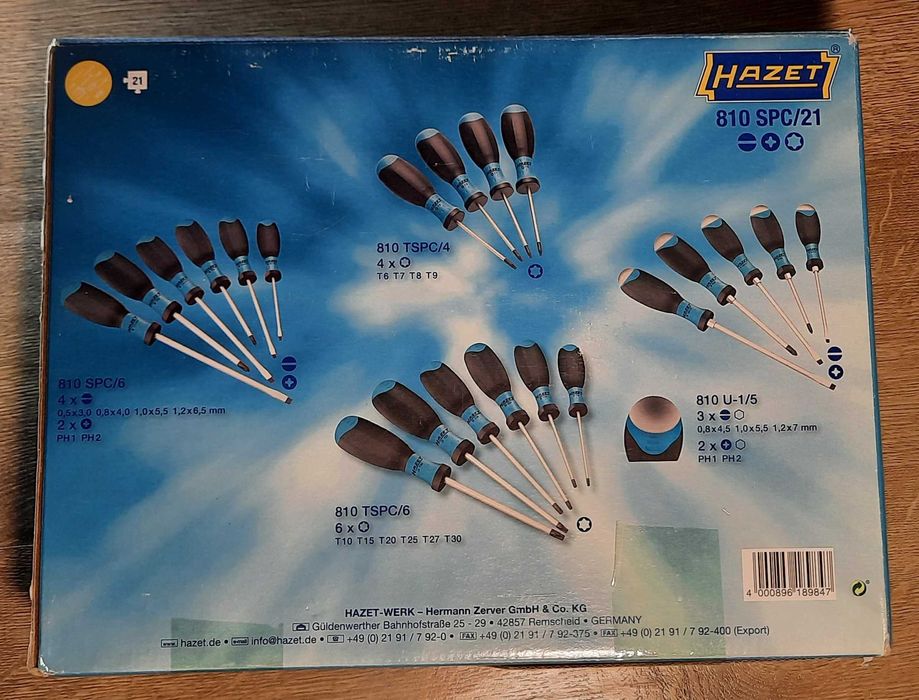 21
HAZET ®
810 SPC/21
810 TSPC/4
4 x
T6 T7 T8 T9
810 SPC/6
4 x
0,5x3,0 0,8x4,0 1,0x5,5 1,2x6,5 mm
2 x
PH1 PH2
810 U-1/5
3 x
0,8x4,5 1,0x5,5 1,2x7 mm
2 x
PH1 PH2
810 TSPC/6
6 x
T10 T15 T20 T25 T27 T30
4 000896 189847
HAZET-WERK – Hermann Zerver GmbH & Co. KG
Güldenwerther Bahnhofstraße 25 - 29 • 42857 Remscheid • GERMANY
hazet.de • info@hazet.de • +49 (0) 21 91 / 7 92-0 • FAX +49 (0) 21 91 / 7 92-375 • FAX +49 (0) 21 91 / 7 92-400 (Export)